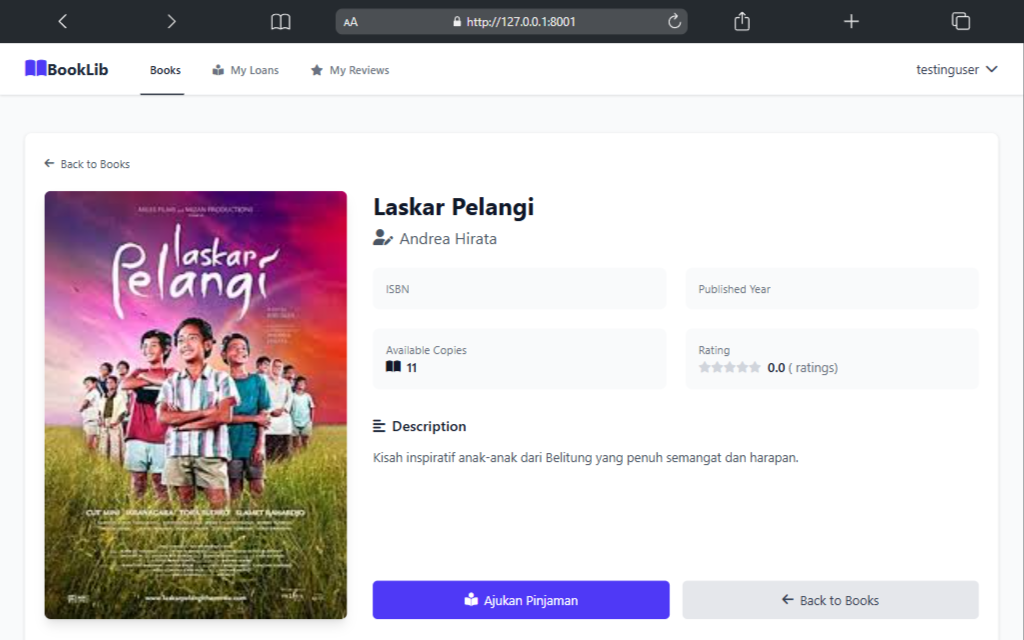 AA http://127.0.0.1:8001
BookLib Books My Loans My Reviews testinguser
Back to Books
MILES FILMS and MIZAN PRODUCTIONS
laskar
Pelangi
CUT MINI IKRANAGARA TORA SUDIRO SLAMET RAHARDJO
www.laskarpelangithemovie.com
Laskar Pelangi
Andrea Hirata
ISBN
Published Year
Available Copies
11
Rating
0.0 ( ratings)
Description
Kisah inspiratif anak-anak dari Belitung yang penuh semangat dan harapan.
Ajukan Pinjaman
Back to Books